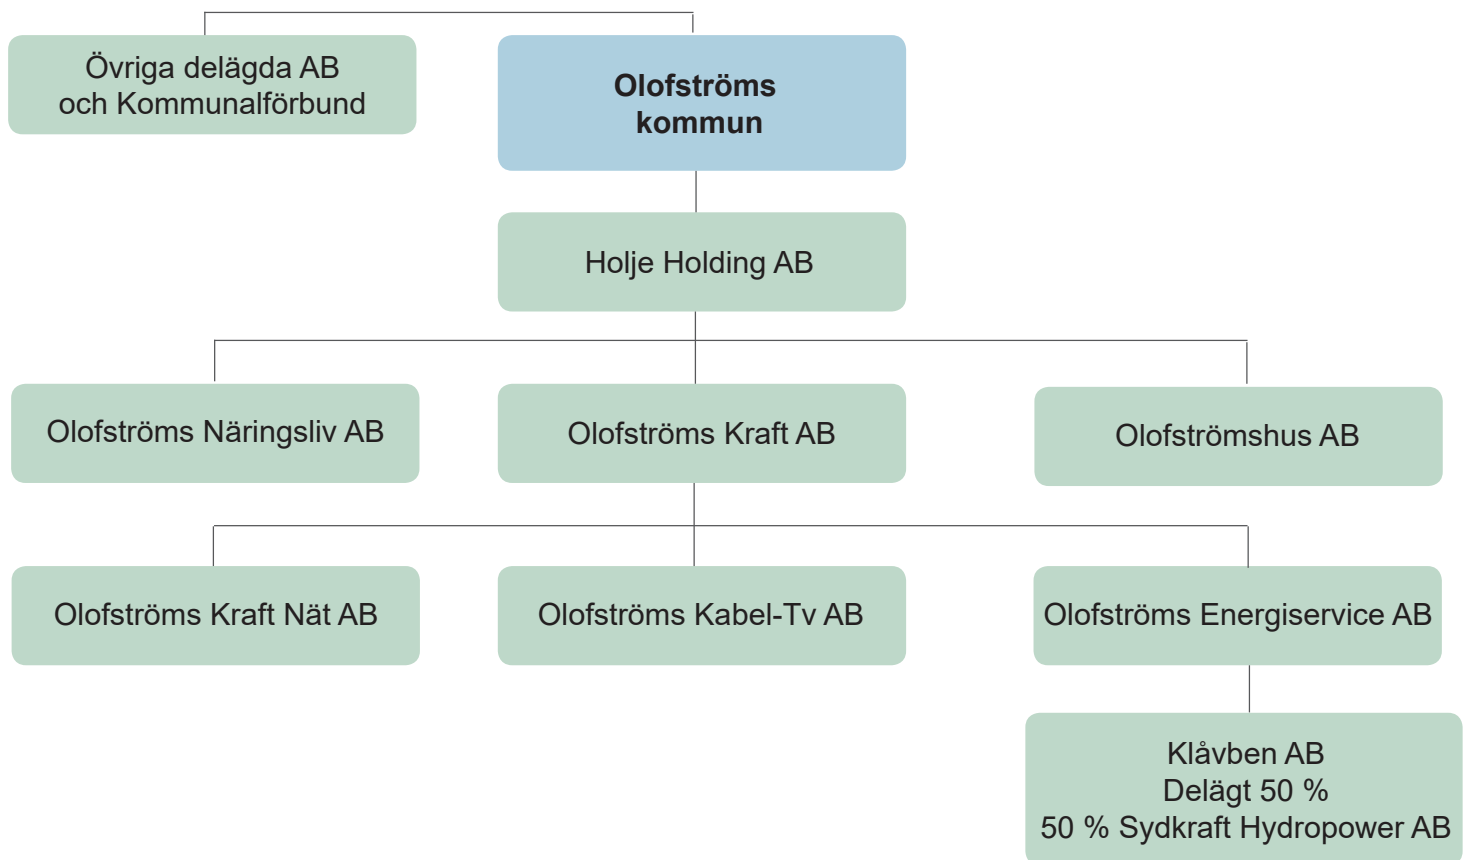 Övriga delägda AB
och Kommunalförbund
Olofströms
kommun
Holje Holding AB
Olofströms Näringsliv AB
Olofströms Kraft AB
Olofströmshus AB
Olofströms Kraft Nät AB
Olofströms Kabel-Tv AB
Olofströms Energiservice AB
Klåvben AB
Delägt 50 %
50 % Sydkraft Hydropower AB